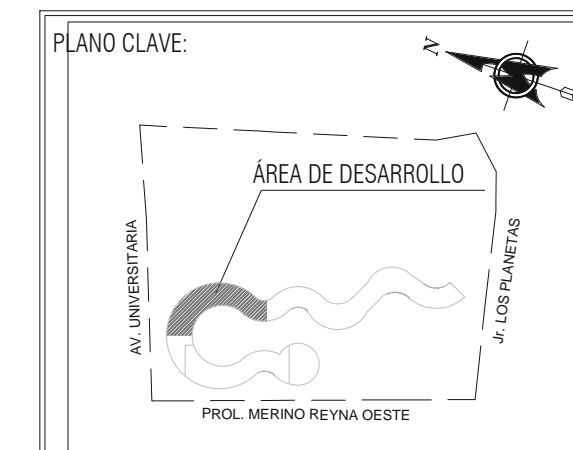 PLANO CLAVE:
N
ÁREA DE DESARROLLO
AV. UNIVERSITARIA
Jr. LOS PLANETAS
PROL. MERINO REYNA OESTE